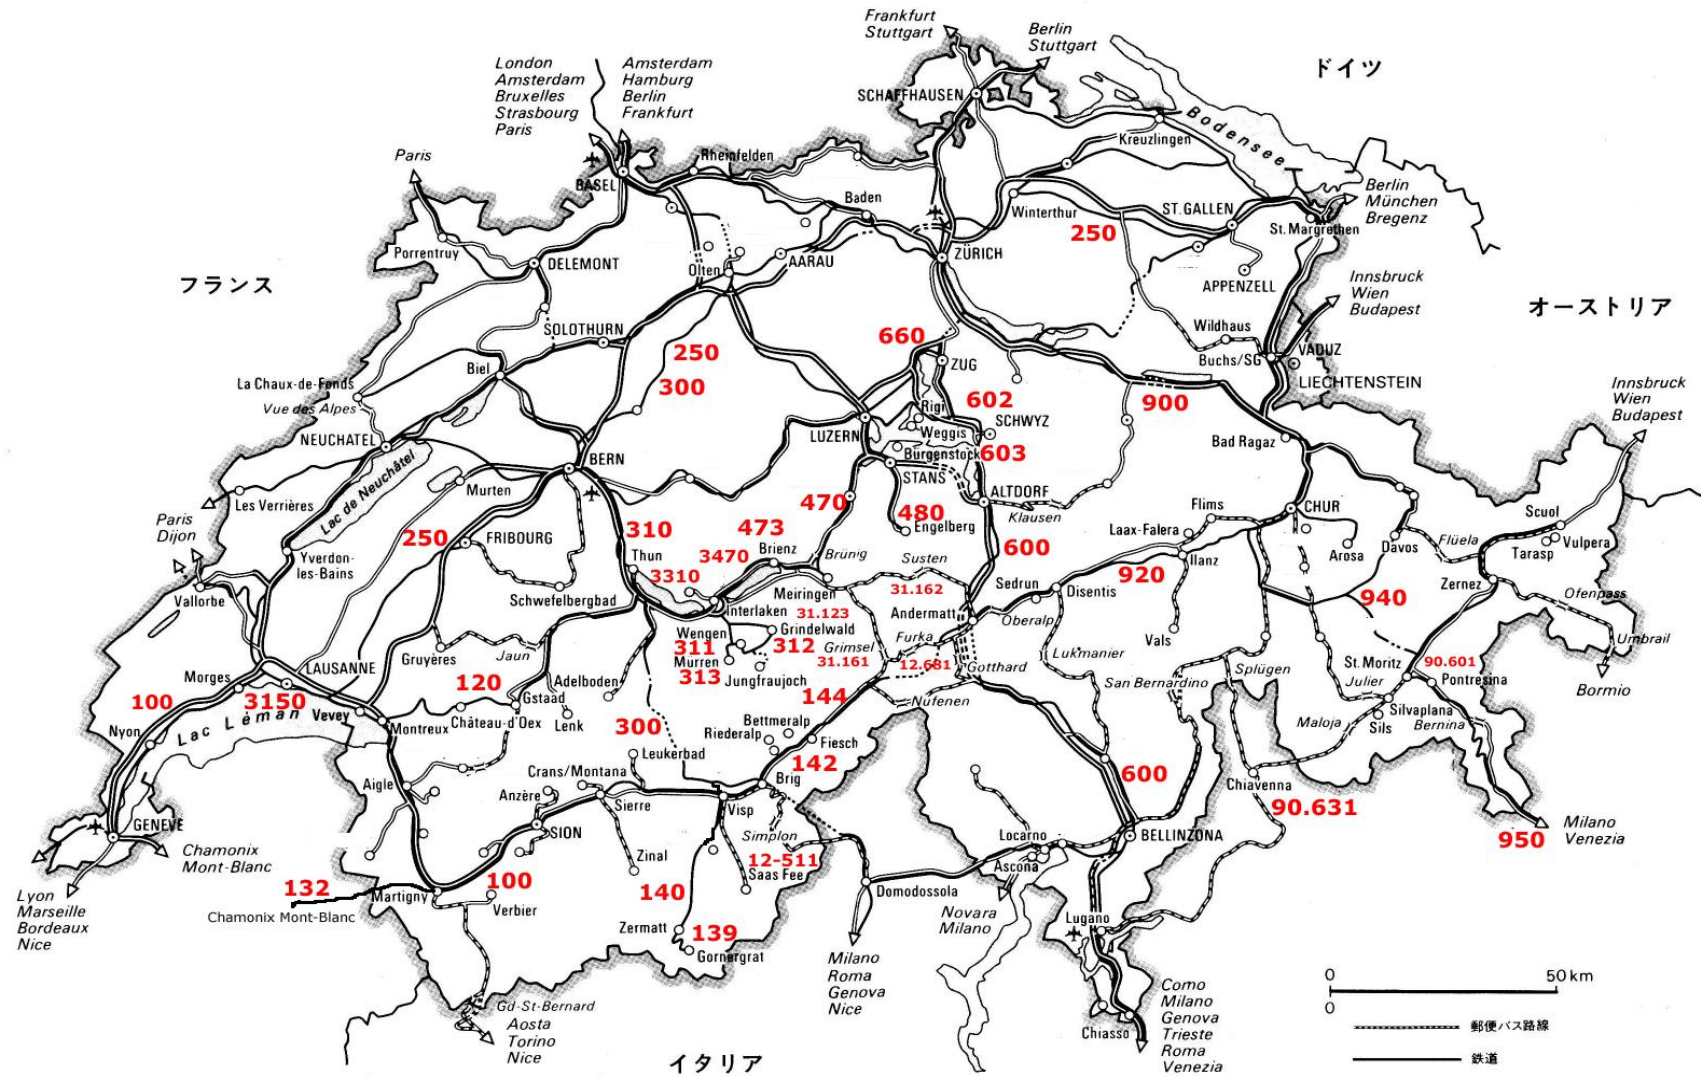 Frankfurt
Stuttgart
Berlin
Stuttgart
ドイツ
London
Amsterdam
Bruxelles
Strasbourg
Paris
Amsterdam
Hamburg
Berlin
Frankfurt
SCHAFFHAUSEN
Bodensee
Kreuzlingen
Paris
Rheinfelden
BASEL
Baden
Winterthur
ST.GALLEN
250
St.Margrethen
Berlin
München
Bregenz
Porrentruy
DELEMONT
Olten
AARAU
ZÜRICH
APPENZELL
フランス
Innsbruck
Wien
Budapest
オーストリア
SOLOTHURN
250
660
Wildhaus
Buchs/SG
VADUZ
LIECHTENSTEIN
Biel
300
ZUG
La Chaux-de-Fonds
Vue des Alpes
602
900
Innsbruck
Wien
Budapest
Rigi
Weggis
SCHWYZ
NEUCHATEL
LUZERN
Bad Ragaz
BERN
Bürgenstock
603
STANS
Lac de Neuchâtel
Murten
ALTDORF
Les Verrières
470
480
Klausen
Flims
CHUR
Paris
Dijon
250
FRIBOURG
310
473
Engelberg
600
Laax-Falera
Scuol
Yverdon-
les-Bains
Thun
3470
Brienz
Brünig
Susten
Ilanz
Arosa
Davos
Flüela
Tarasp
Vulpera
Vallorbe
Schwefelbergbad
3310
Interlaken
Meiringen
31.162
Sedrun
Disentis
920
Zernez
31.123
Andermatt
Oberalp
940
Ofenpass
Wengen
Grindelwald
Furka
Vals
Umbrail
Gruyères
Jaun
311
312
Grimsel
LAUSANNE
Murren
31.161
12.681
Gotthard
Lukmanier
Splügen
St.Moritz
90.601
Morges
120
Adelboden
313
Jungfraujoch
San Bernardino
Julier
Pontresina
Bormio
100
3150
Gstaad
144
Nufenen
Silvaplana
Lac Léman
Vevey
Montreux
Château-d'Oex
Lenk
300
Bettmeralp
Riederalp
Fiesch
Maloja
Sils
Bernina
Nyon
Leukerbad
142
600
Aigle
Crans/Montana
Brig
Chiavenna
Anzère
Sierre
Visp
90.631
GENEVE
SION
Simplon
Locarno
BELLINZONA
950
Milano
Venezia
Chamonix
Mont-Blanc
Zinal
12-511
Saas Fee
Ascona
132
Martigny
100
140
Domodossola
Lyon
Marseille
Bordeaux
Nice
Chamonix Mont-Blanc
Verbier
Zermatt
139
Novara
Milano
Lugano
Gornergrat
Milano
Roma
Genova
Nice
0
50 km
0
Gd-St-Bernard
Como
Milano
Genova
Trieste
Roma
Venezia
Aosta
Torino
Nice
Chiasso
郵便バス路線
イタリア
鉄道